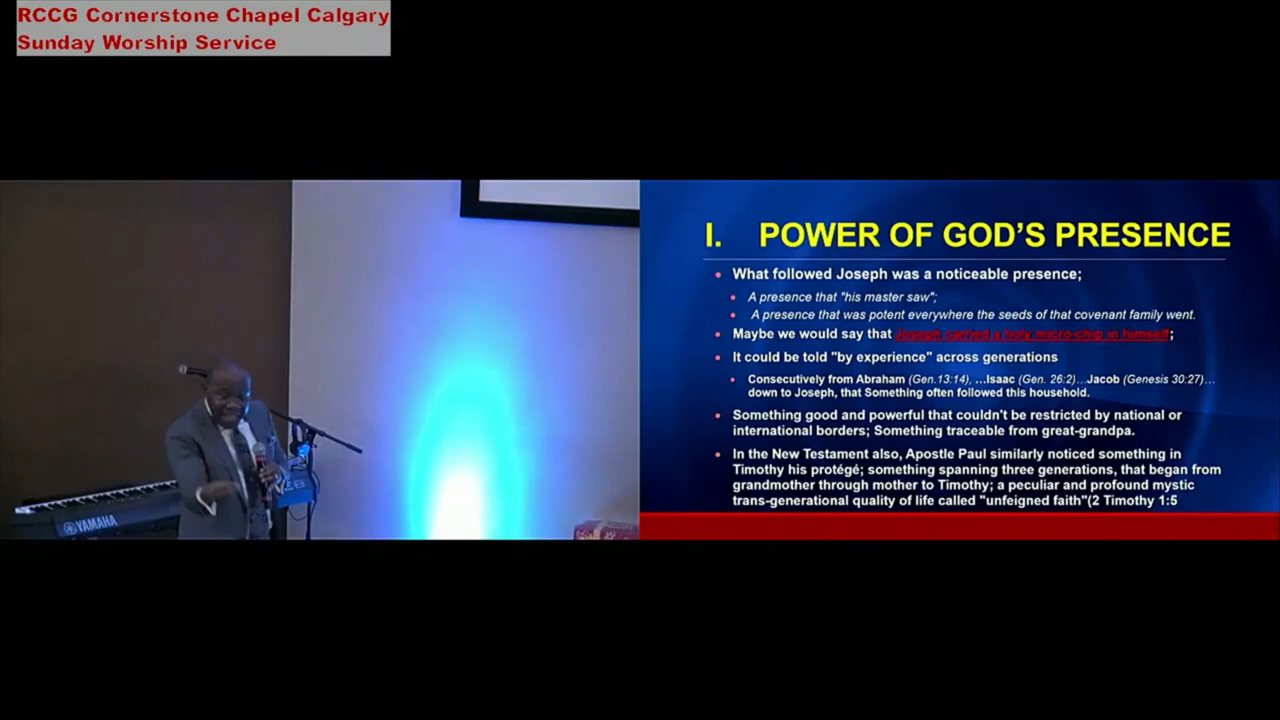 RCCG Cornerstone Chapel Calgary
Sunday Worship Service
YAMAHA
I. POWER OF GOD'S PRESENCE
• What followed Joseph was a noticeable presence;
• A presence that "his master saw";
• A presence that was potent everywhere the seeds of that covenant family went.
• Maybe we would say that Joseph carried a holy micro-chip in himself;
• It could be told "by experience" across generations
• Consecutively from Abraham (Gen.13:14), ...Isaac (Gen. 26:2)...Jacob (Genesis 30:27)...
down to Joseph, that Something often followed this household.
• Something good and powerful that couldn't be restricted by national or
international borders; Something traceable from great-grandpa.
• In the New Testament also, Apostle Paul similarly noticed something in
Timothy his protégé; something spanning three generations, that began from
grandmother through mother to Timothy; a peculiar and profound mystic
trans-generational quality of life called "unfeigned faith"(2 Timothy 1:5